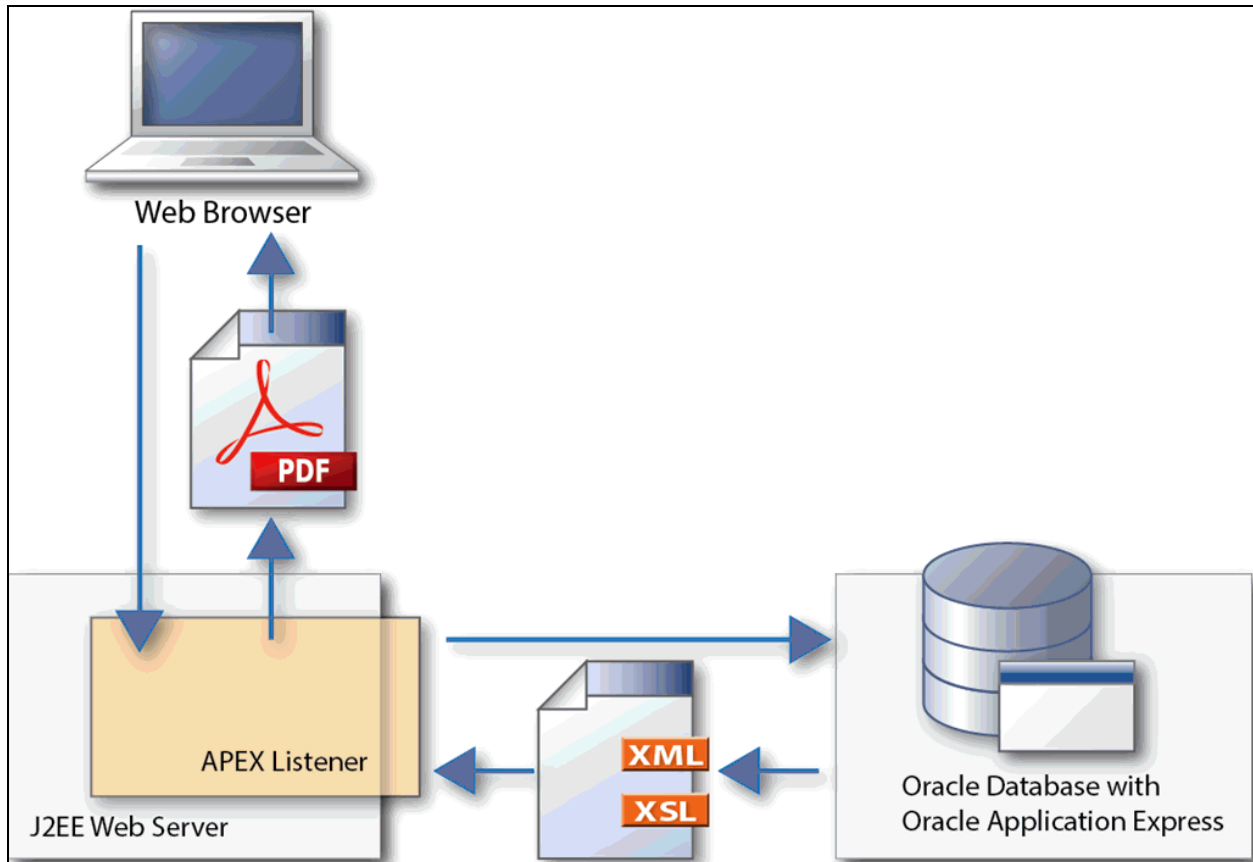 Web Browser
PDF
APEX Listener
J2EE Web Server
XML
XSL
Oracle Database with
Oracle Application Express